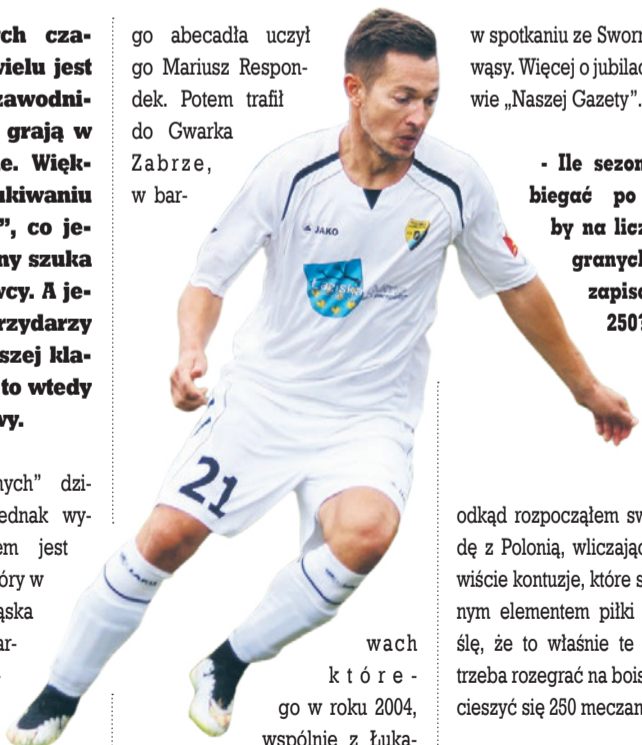 ch cza-
wielu jest
zawodni-
grają w
e. Więk-
ukiwaniu
”, co je-
ny szuka
wcy. A je-
rzydarzy
szej kla-
to wtedy
wy.
nych” dzi-
ednak wy-
em jest
óry w
ąska
ar-
go abecadła uczył
go Mariusz Respon-
dek. Potem trafił
do Gwarka
Zabrze,
w bar-
JAKO
Łaziska
21
wach
które-
go w roku 2004,
wspólnie z Łuka-
w spotkaniu ze Sworn
wąsy. Więcej o jubilac
wie „Naszej Gazety”.
- Ile sezon
biegać po
by na licz
granych
zapisa
250?
odkąd rozpocząłem sw
dę z Polonią, wliczając
wiście kontuzje, które s
nym elementem piłki
ślę, że to właśnie te
trzeba rozegrać na bois
cieszyć się 250 meczam